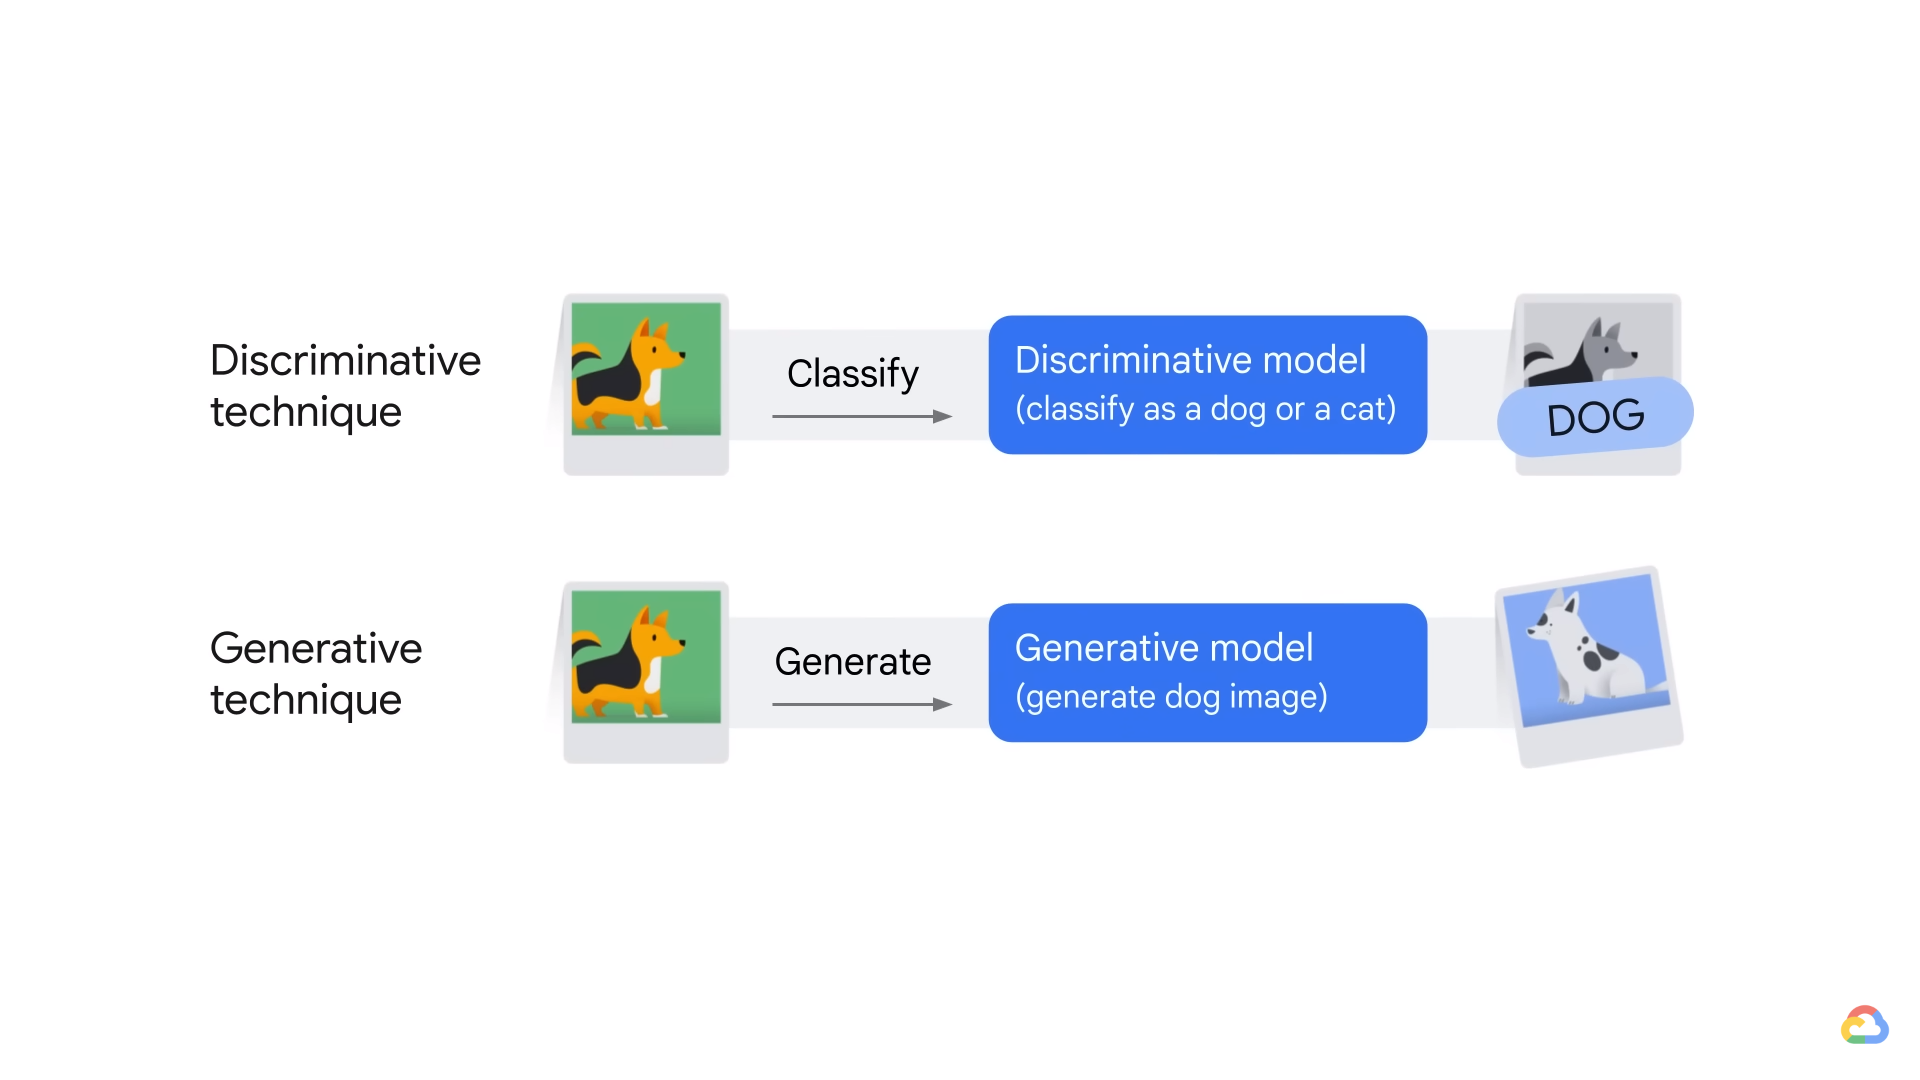 Discriminative
technique
Classify
Discriminative model
(classify as a dog or a cat)
DOG
Generative
technique
Generate
Generative model
(generate dog image)